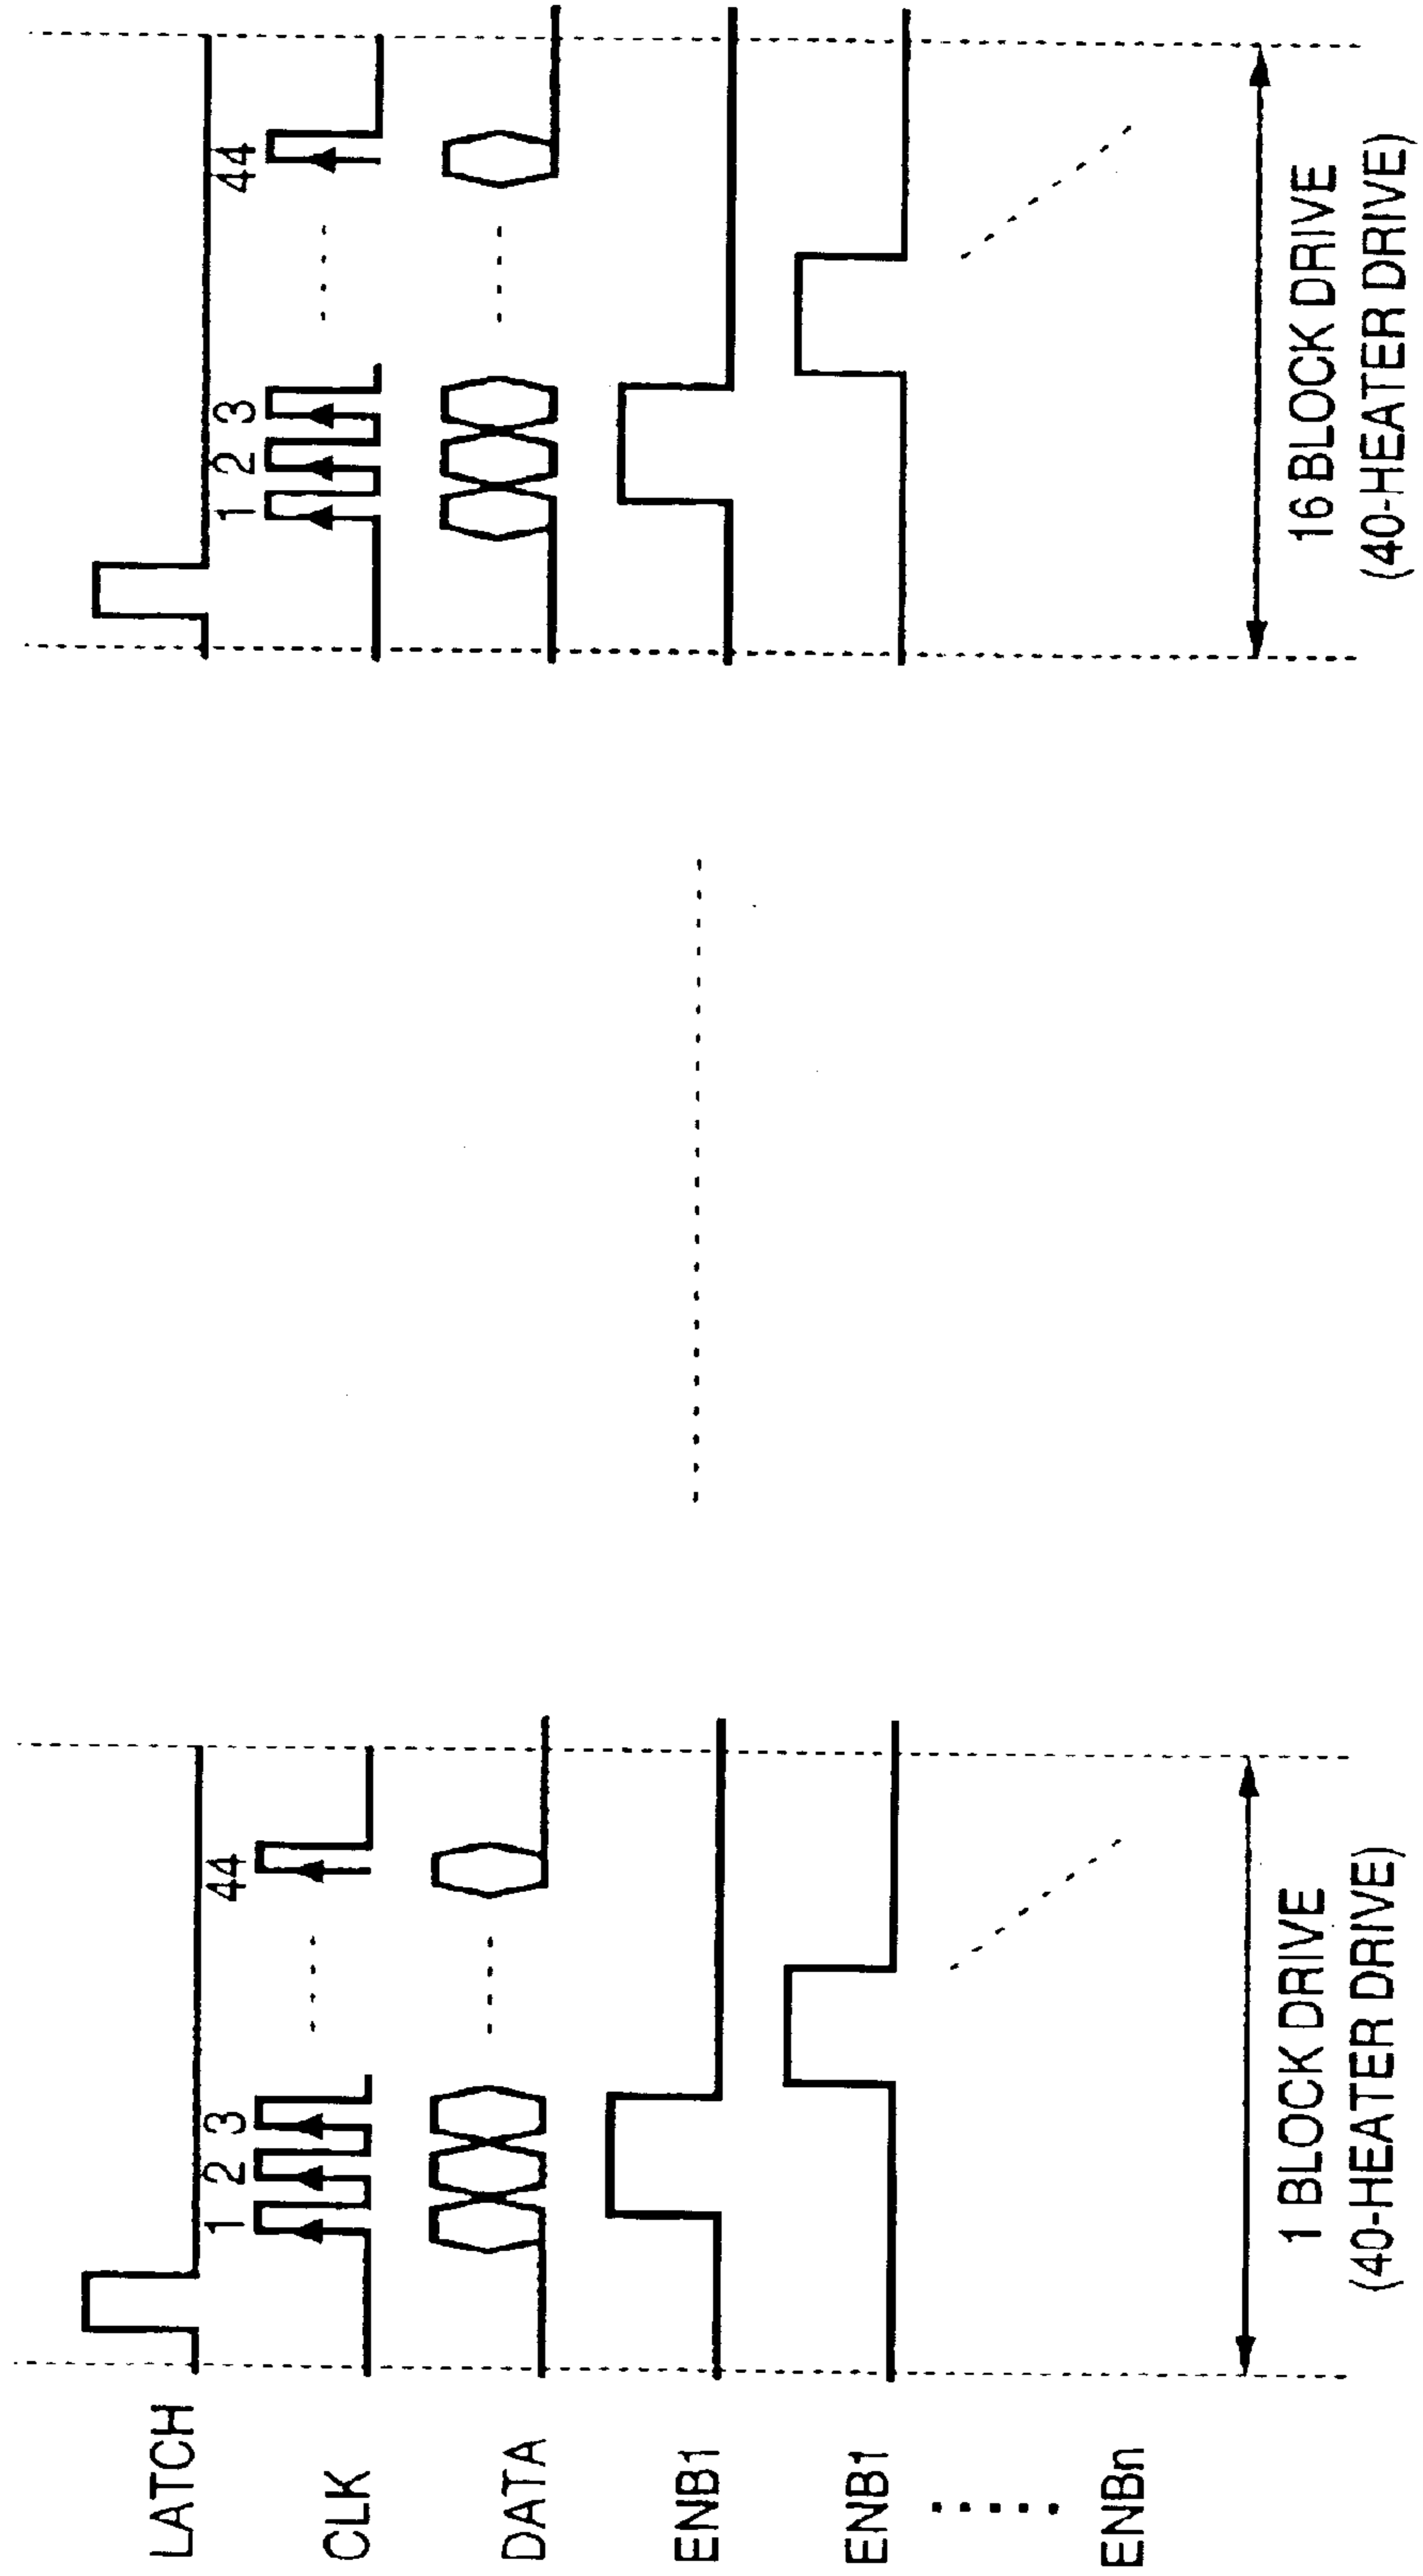 LATCH
1 2 3 44
1 2 3 44
CLK
DATA
ENB1
ENB1
ENBn
1 BLOCK DRIVE
(40-HEATER DRIVE)
16 BLOCK DRIVE
(40-HEATER DRIVE)